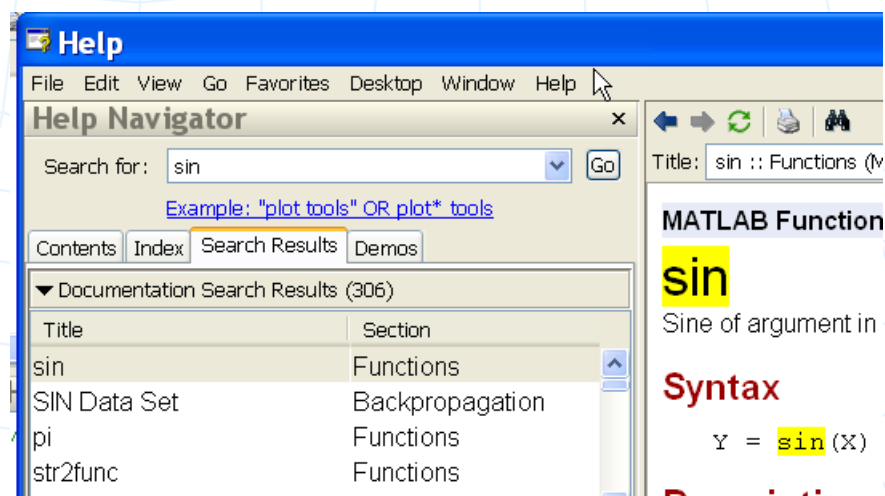 Help
File Edit View Go Favorites Desktop Window Help
Help Navigator
Search for: sin Go
Example: "plot tools" OR plot* tools
Contents Index Search Results Demos
Documentation Search Results (306)
Title Section
sin Functions
SIN Data Set Backpropagation
pi Functions
str2func Functions
Title: sin :: Functions (M
MATLAB Function
sin
Sine of argument in
Syntax
Y = sin(X)